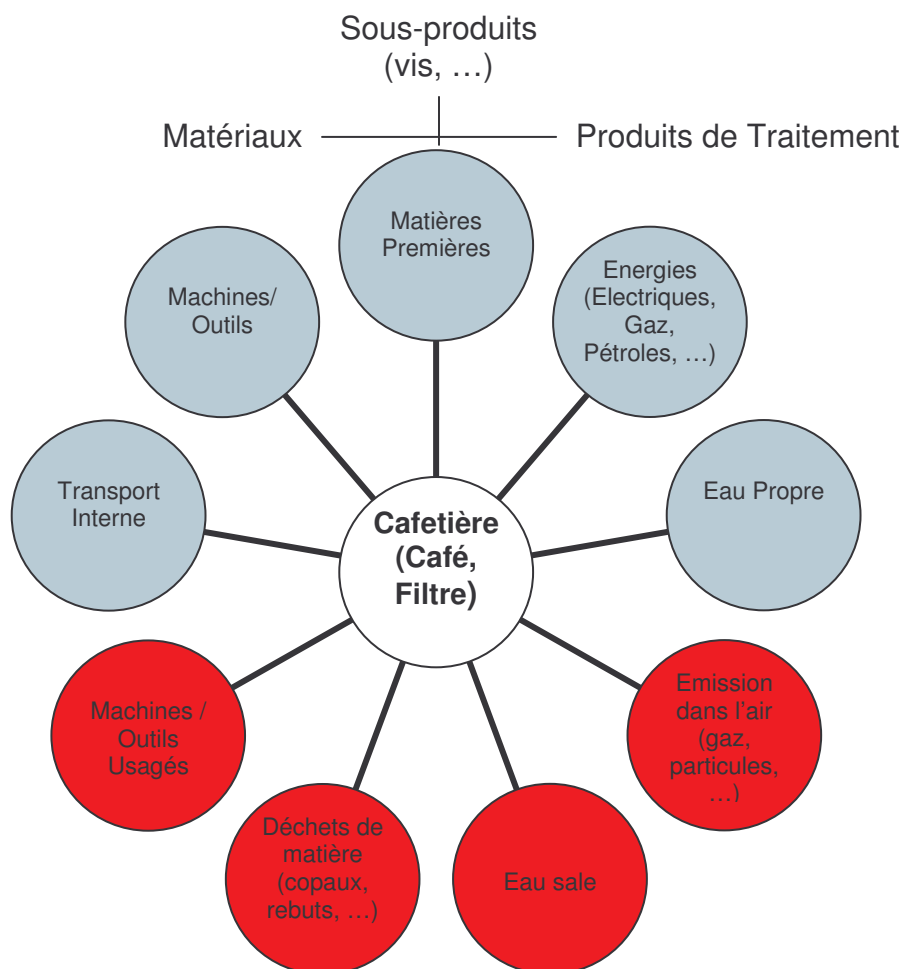 Sous-produits
(vis, …)
Matériaux
Produits de Traitement
Matières
Premières
Machines/
Outils
Energies
(Electriques,
Gaz,
Pétroles, …)
Transport
Interne
Eau Propre
Cafetière
(Café,
Filtre)
Machines /
Outils
Usagés
Emission
dans l'air
(gaz,
particules,
…)
Déchets de
matière
(copaux,
rebuts, …)
Eau sale